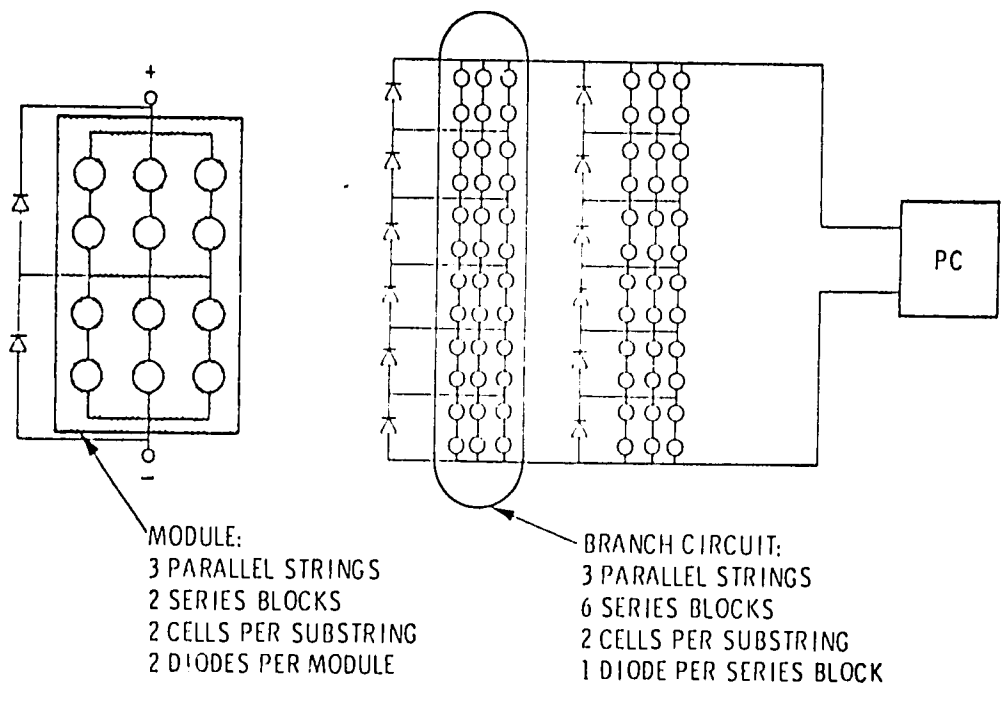 +
−
MODULE:
3 PARALLEL STRINGS
2 SERIES BLOCKS
2 CELLS PER SUBSTRING
2 DIODES PER MODULE
PC
BRANCH CIRCUIT:
3 PARALLEL STRINGS
6 SERIES BLOCKS
2 CELLS PER SUBSTRING
1 DIODE PER SERIES BLOCK